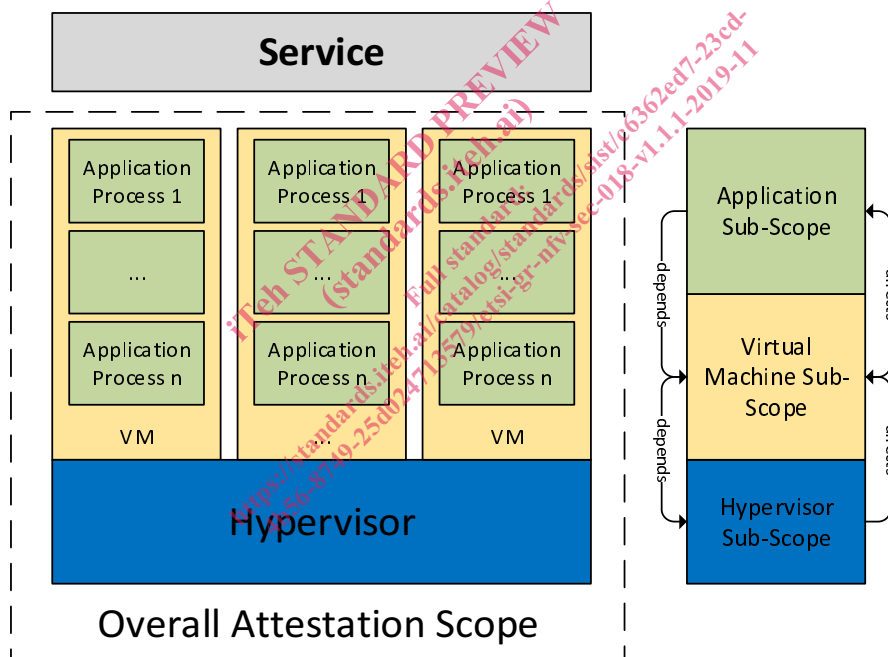 Service
Application
Process 1
...
Application
Process n
VM
Application
Process 1
...
Application
Process n
...
Application
Process 1
...
Application
Process n
VM
Hypervisor
Overall Attestation Scope
Application
Sub-Scope
depends
Virtual
Machine Sub-
Scope
depends
Hypervisor
Sub-Scope
iTeh STANDARD PREVIEW
(standards.iteh.ai)
Full standard:
https://standards.iteh.ai/catalog/standards/sist/c6362ed7-23cd-
4b56-8749-25d024713579/etsi-gr-nfv-sec-018-v1.1.1-2019-11